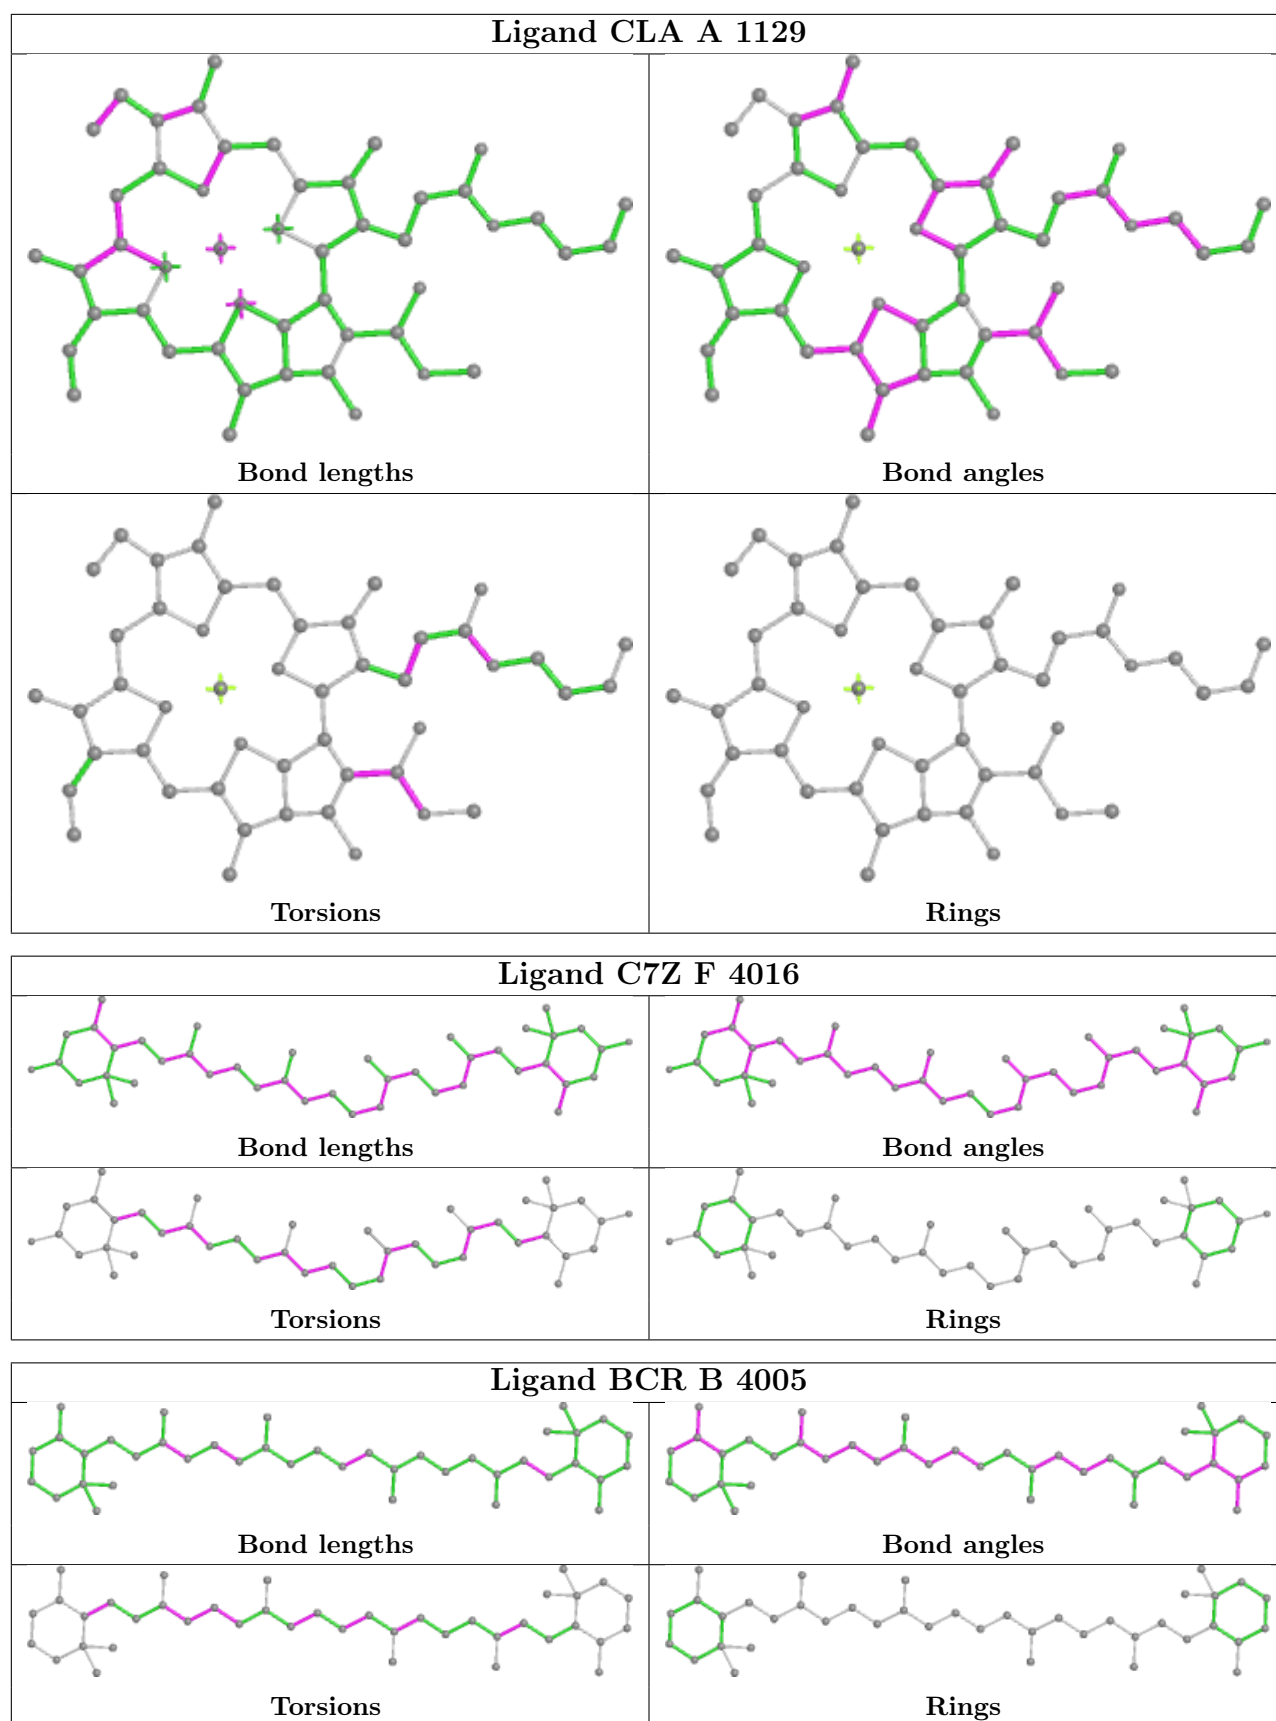 Ligand CLA A 1129
Bond lengths
Bond angles
Torsions
Rings
Ligand C7Z F 4016
Bond lengths
Bond angles
Torsions
Rings
Ligand BCR B 4005
Bond lengths
Bond angles
Torsions
Rings